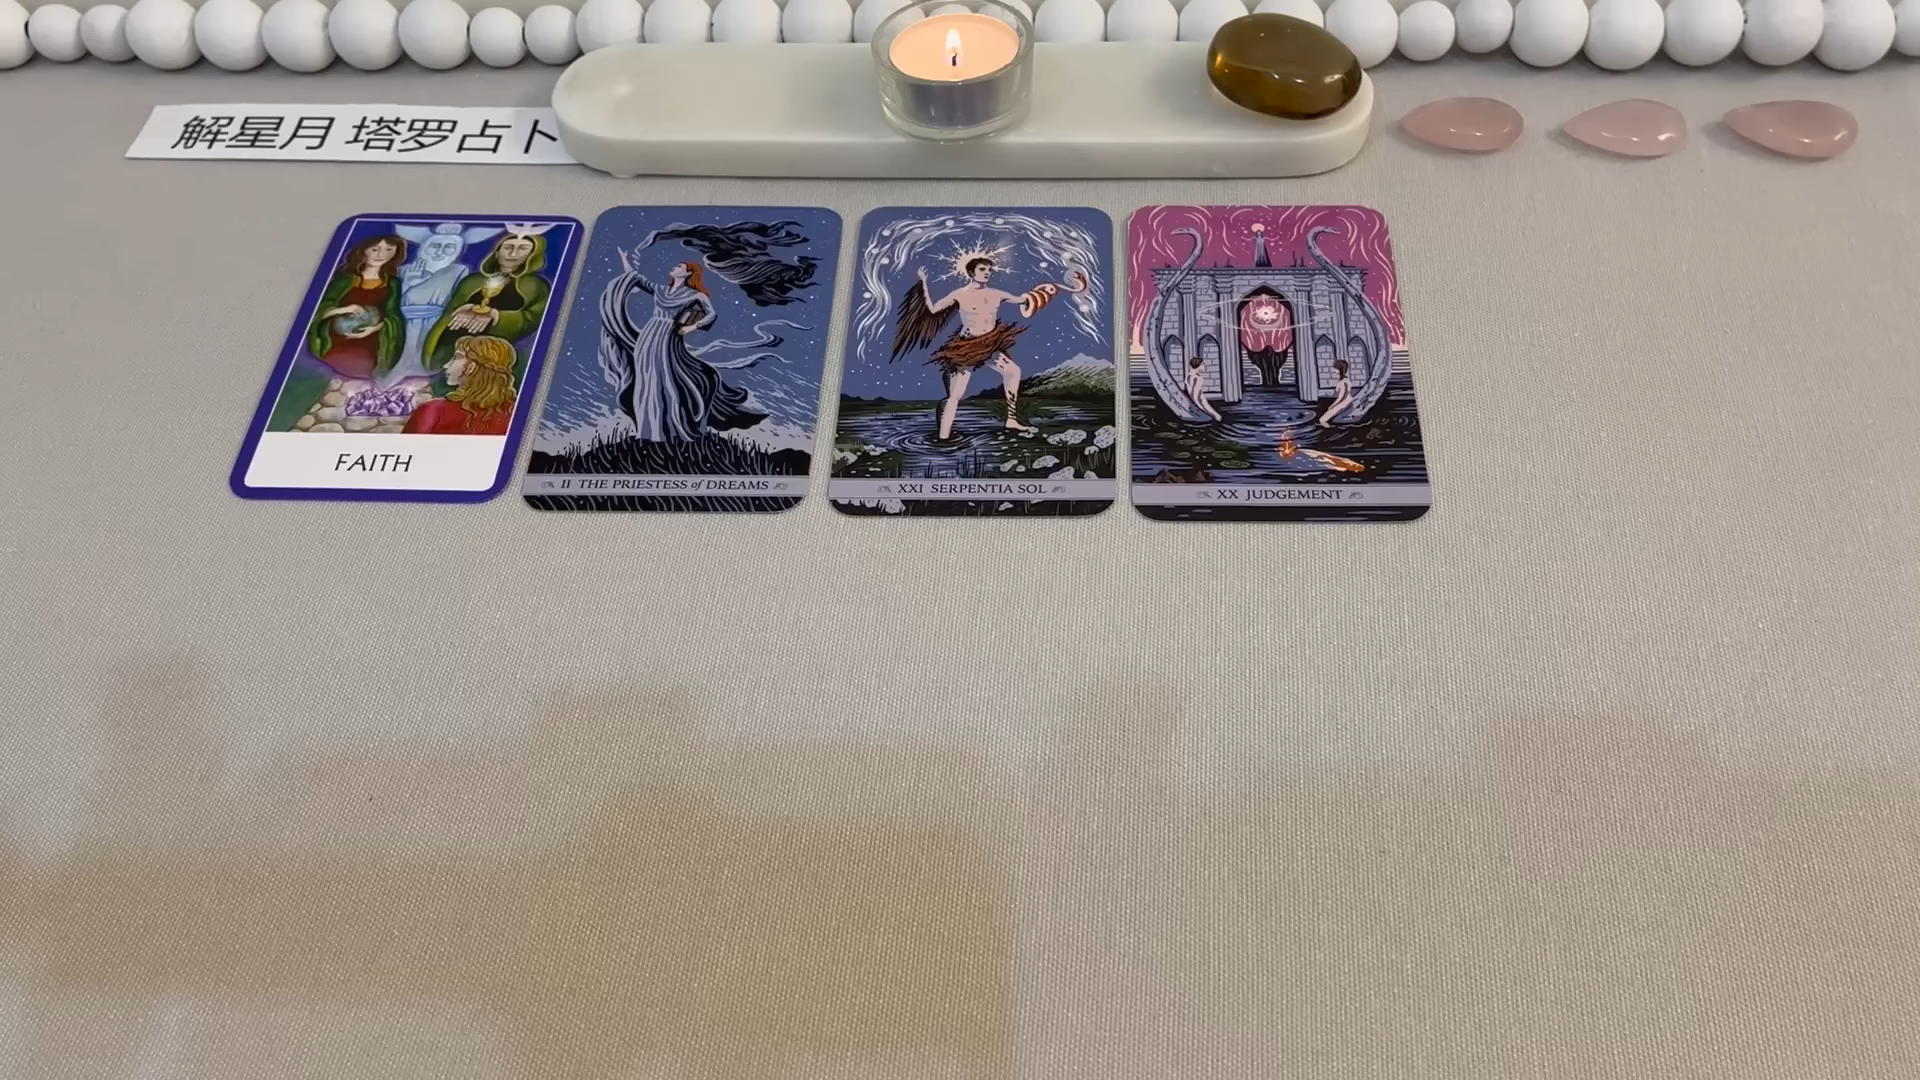 解星月 塔罗占卜
FAITH
II THE PRIESTESS of DREAMS
XXI SERPENTIA SOL
XX JUDGEMENT